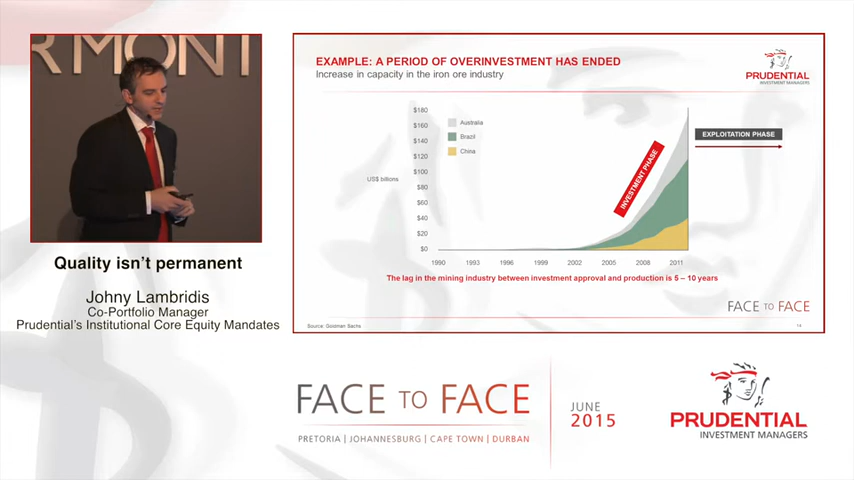 RMONT
EXAMPLE: A PERIOD OF OVERINVESTMENT HAS ENDED
Increase in capacity in the iron ore industry
PRUDENTIAL
INVESTMENT MANAGERS
$180
$160
$140
$120
$100
$80
$60
$40
$20
$0
US$ billions
Australia
Brazil
China
INVESTMENT PHASE
EXPLOITATION PHASE
1990 1993 1996 1999 2002 2005 2008 2011
The lag in the mining industry between investment approval and production is 5 – 10 years
FACE TO FACE
Source: Goldman Sachs
14
Quality isn't permanent
Johny Lambridis
Co-Portfolio Manager
Prudential's Institutional Core Equity Mandates
FACE TO FACE
PRETORIA | JOHANNESBURG | CAPE TOWN | DURBAN
JUNE
2015
PRUDENTIAL
INVESTMENT MANAGERS